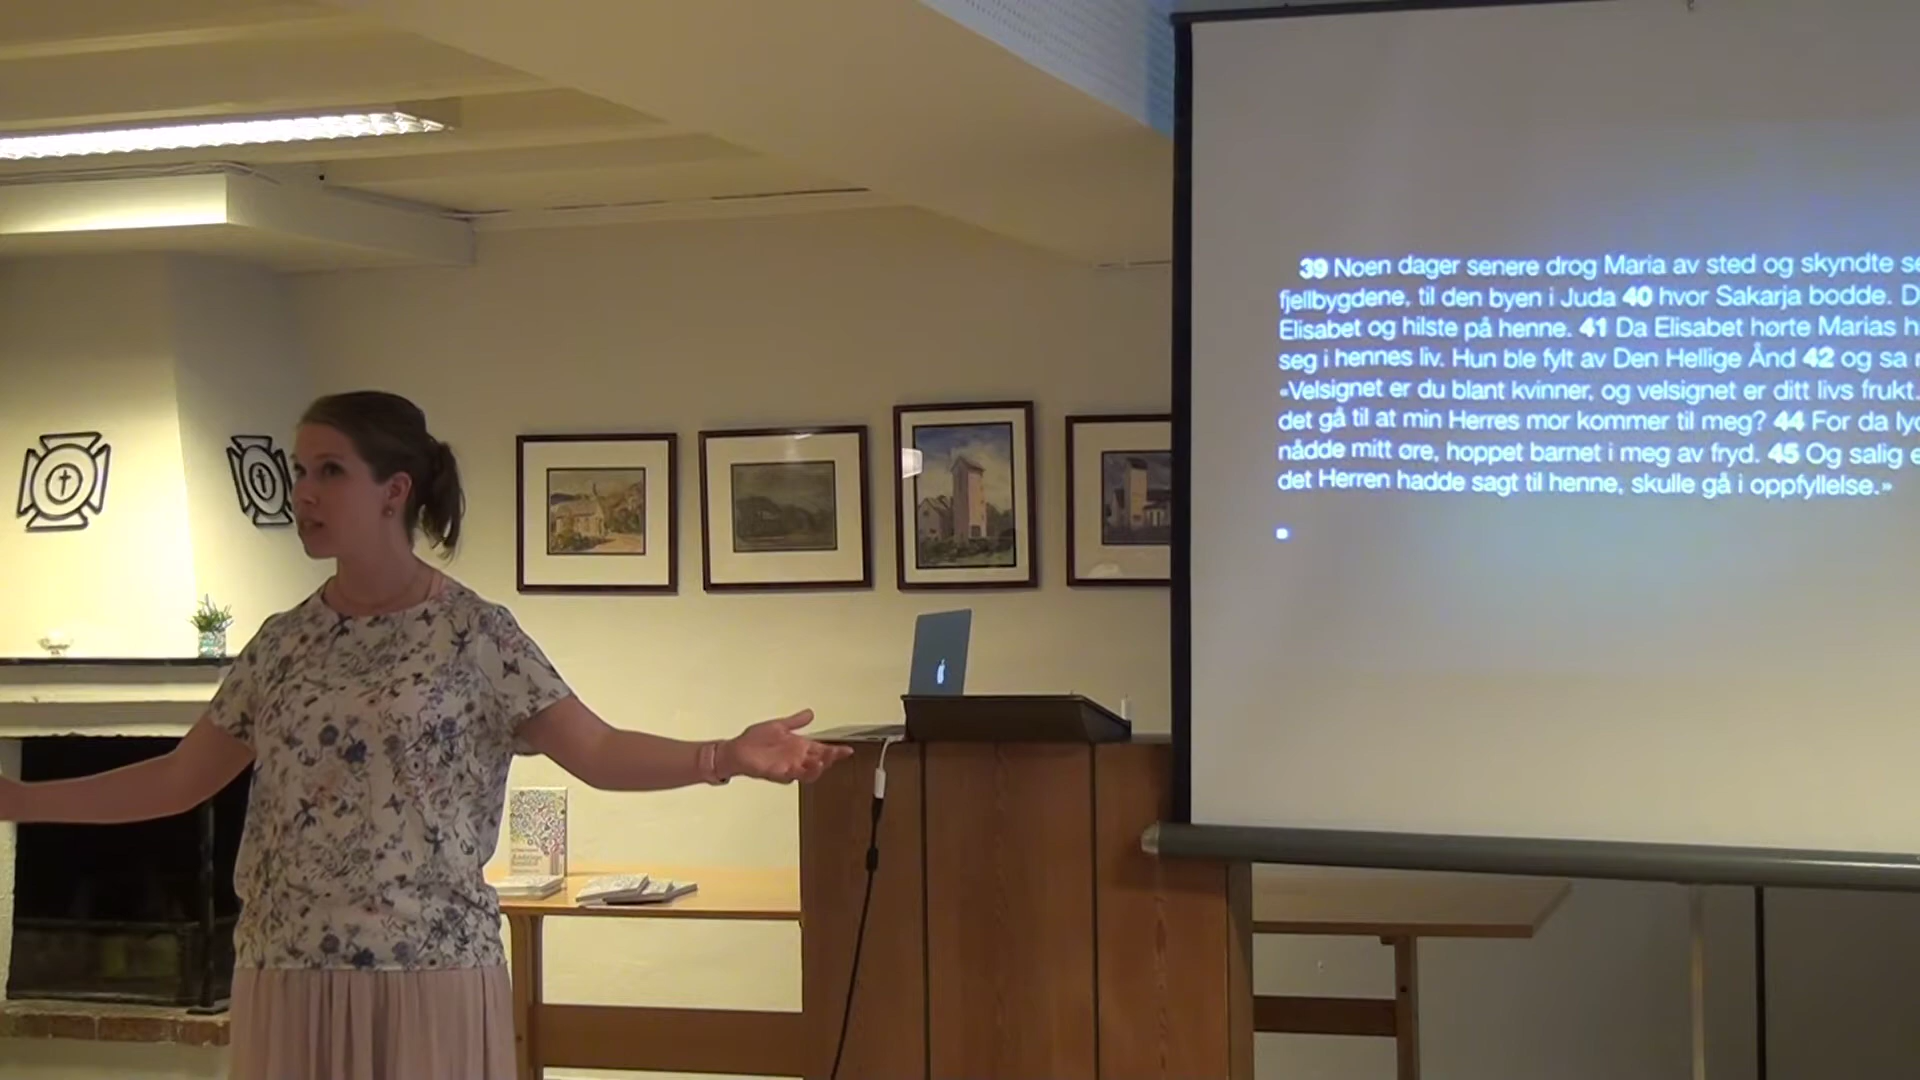 39 Noen dager senere drog Maria av sted og skyndte
fjellbygdene, til den byen i Juda 40 hvor Sakarja bodde.
Elisabet og hilste på henne. 41 Da Elisabet hørte Marias
seg i hennes liv. Hun ble fylt av Den Hellige Ånd 42 og sa
«Velsignet er du blant kvinner, og velsignet er ditt livs frukt.
det gå til at min Herres mor kommer til meg? 44 For da
nådde mitt øre, hoppet barnet i meg av fryd. 45 Og salig
det Herren hadde sagt til henne, skulle gå i oppfyllelse.»